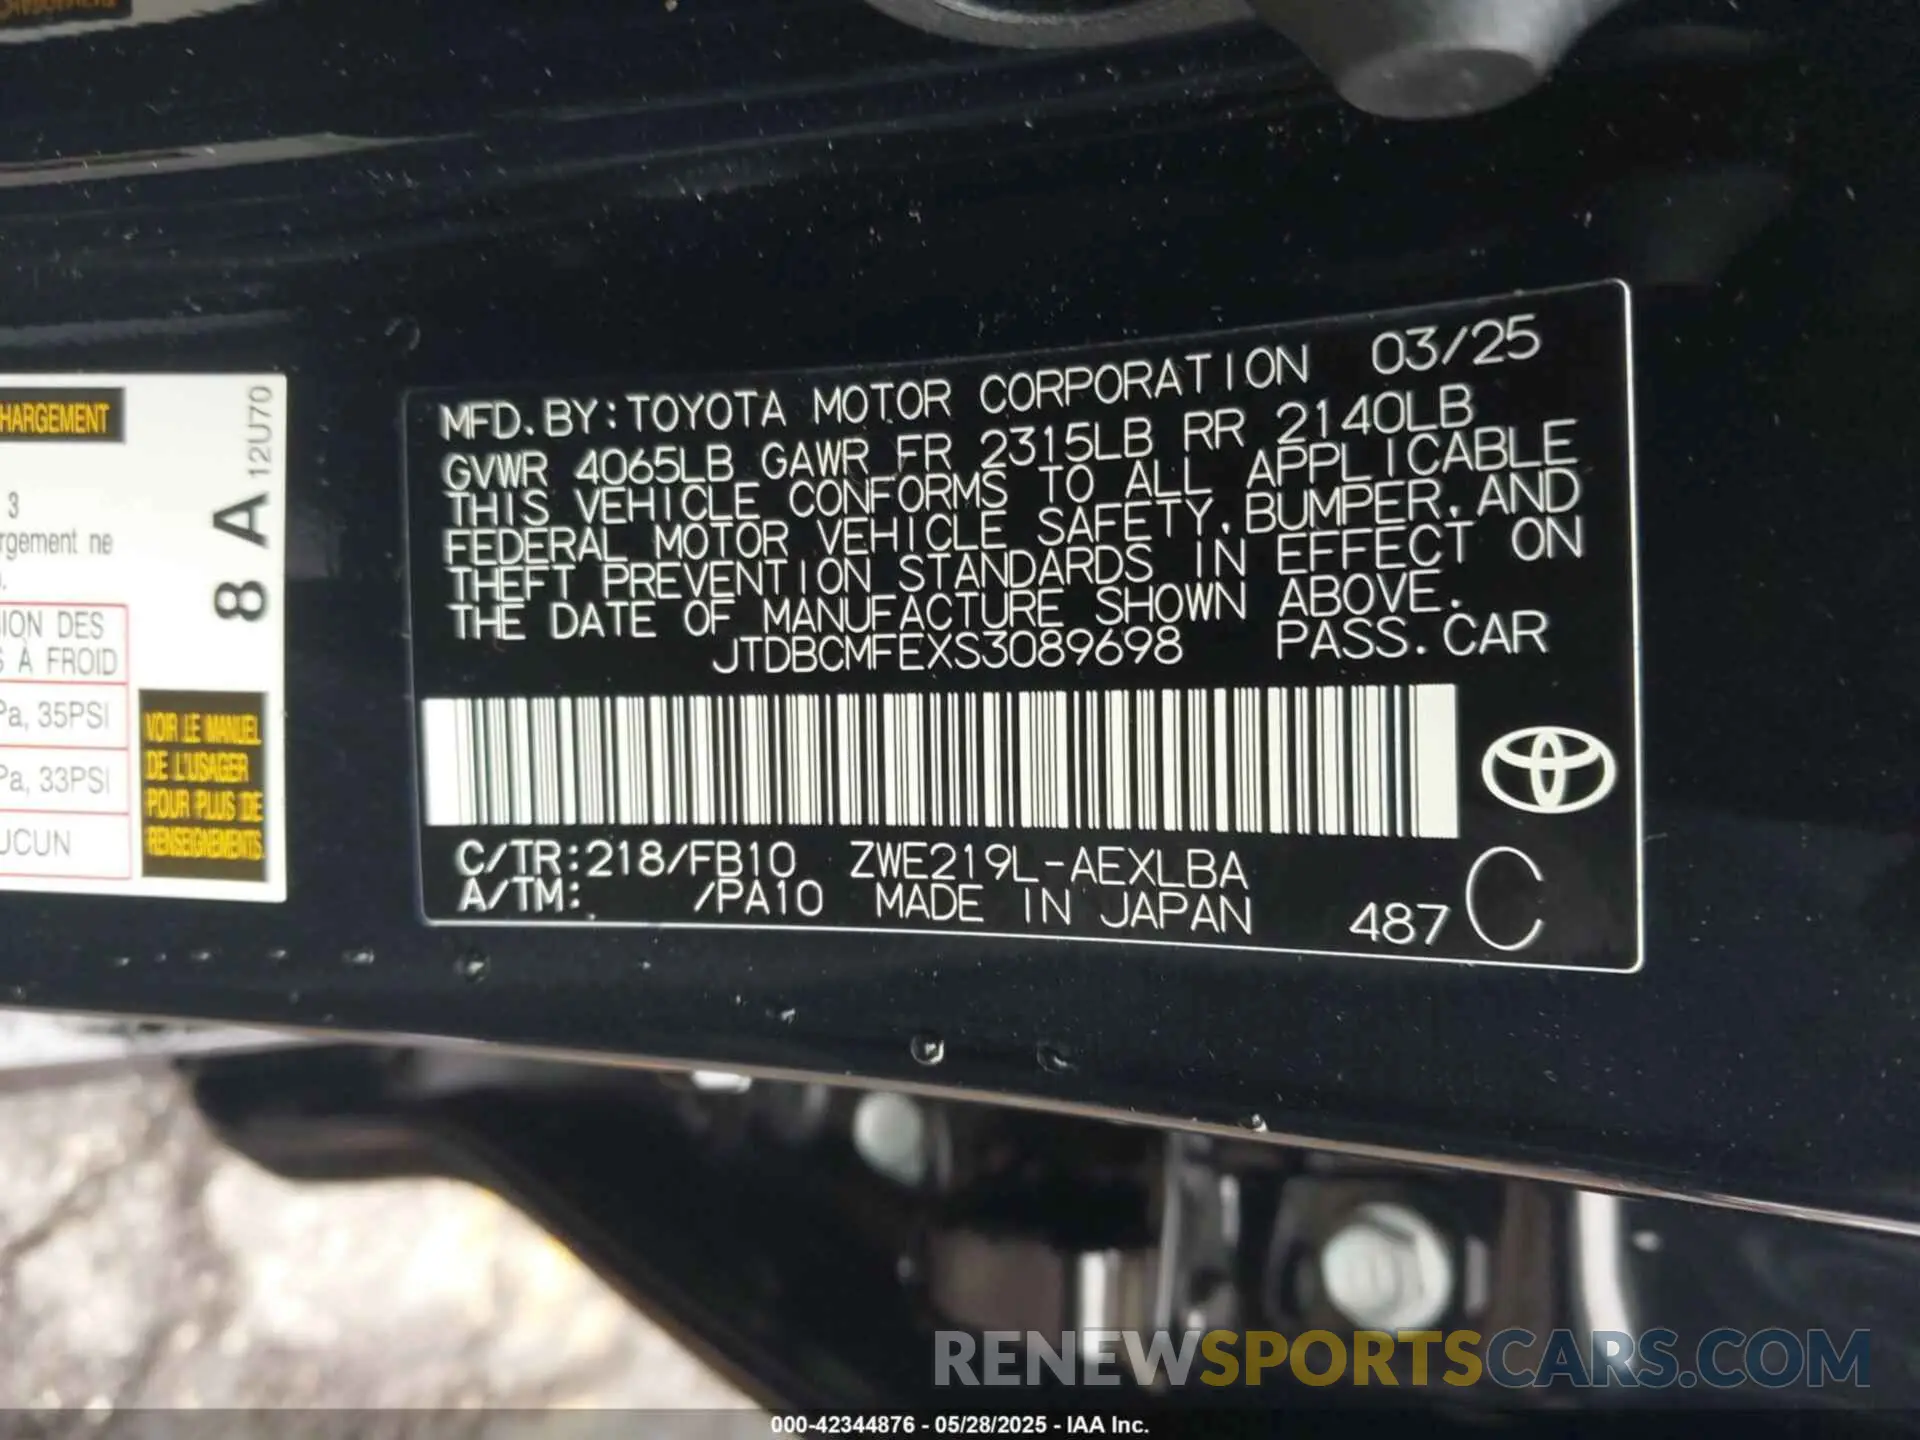 HARGEMENT
3
rgement ne
ION DES
S À FROID
Pa, 35PSI
Pa, 33PSI
UCUN
8 A 12U70
VOIR LE MANUEL
DE L'USAGER
POUR PLUS DE
RENSEIGNEMENTS
MFD.BY:TOYOTA MOTOR CORPORATION 03/25
GVWR 4065LB GAWR FR 2315LB RR 2140LB
THIS VEHICLE CONFORMS TO ALL APPLICABLE
FEDERAL MOTOR VEHICLE SAFETY,BUMPER,AND
THEFT PREVENTION STANDARDS IN EFFECT ON
THE DATE OF MANUFACTURE SHOWN ABOVE.
JTDBCMFEXS3089698 PASS.CAR
C/TR:218/FB10 ZWE219L-AEXLBA
A/TM: /PA10 MADE IN JAPAN 487 C
RENEWSPORTSCARS.COM
000-42344876 - 05/28/2025 - IAA Inc.